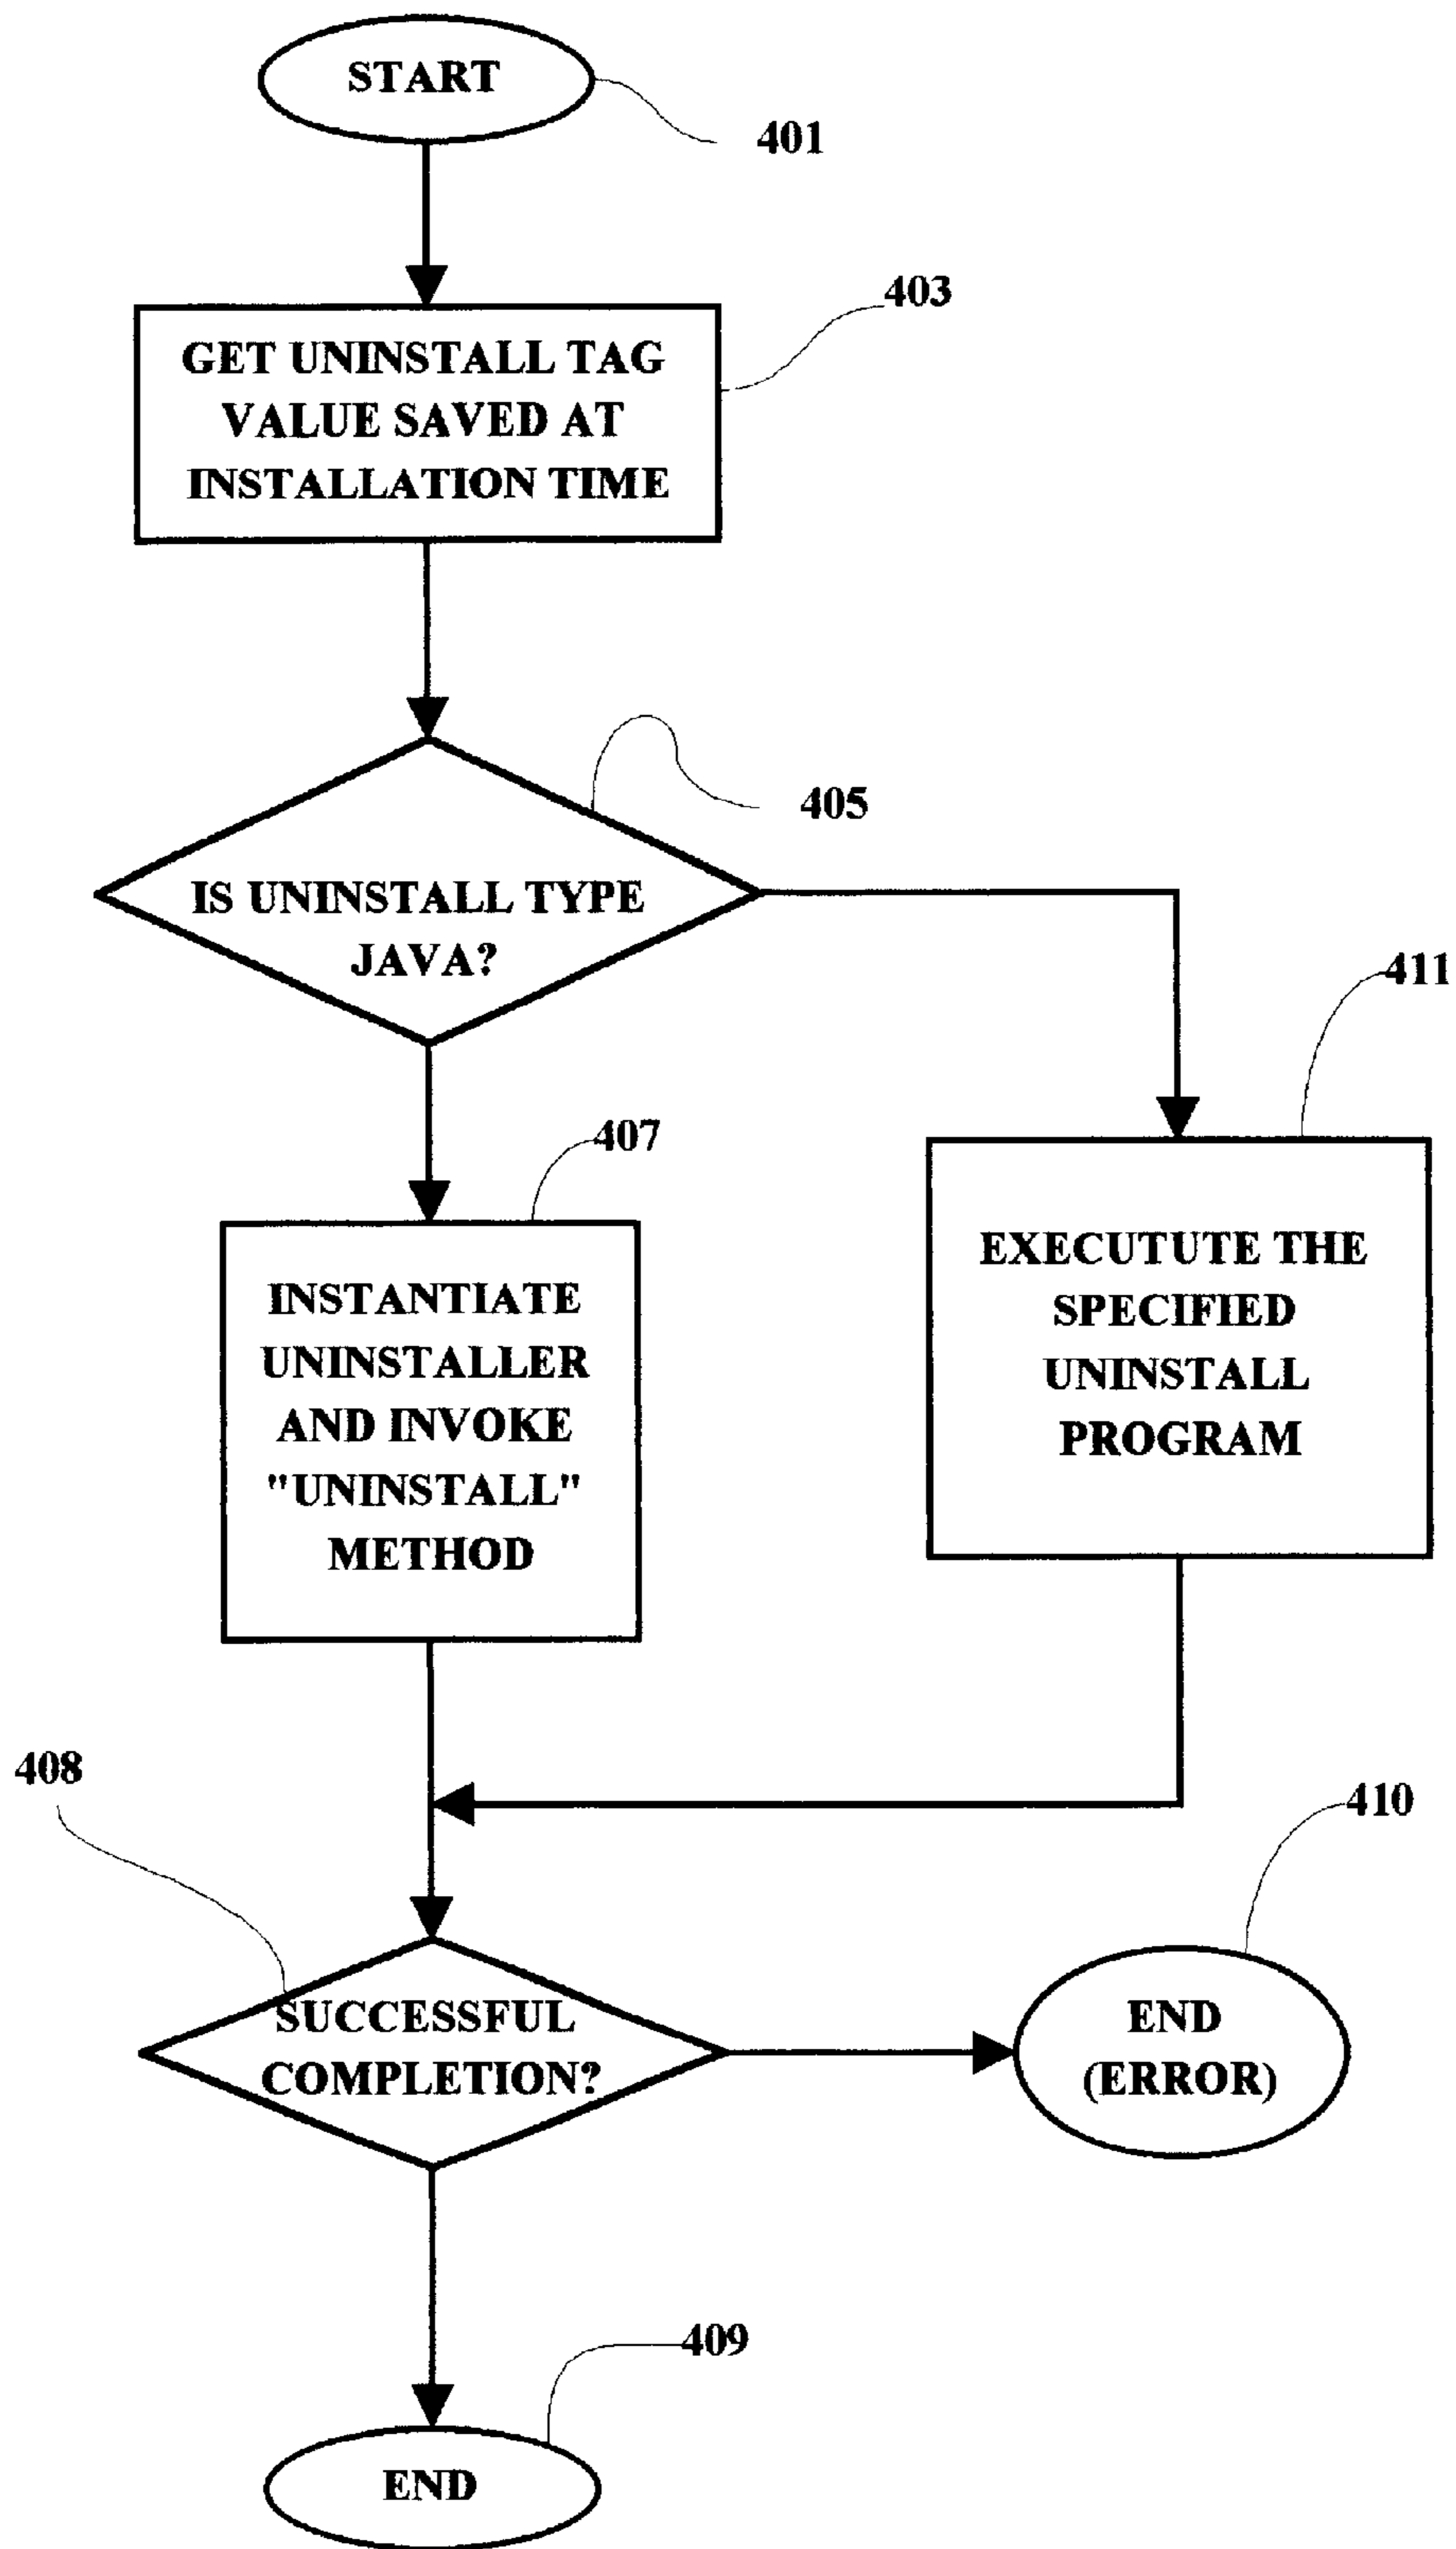 START
401
403
GET UNINSTALL TAG
VALUE SAVED AT
INSTALLATION TIME
405
IS UNINSTALL TYPE
JAVA?
411
407
INSTANTIATE
UNINSTALLER
AND INVOKE
"UNINSTALL"
METHOD
EXECUTUTE THE
SPECIFIED
UNINSTALL
PROGRAM
408
410
SUCCESSFUL
COMPLETION?
END
(ERROR)
409
END